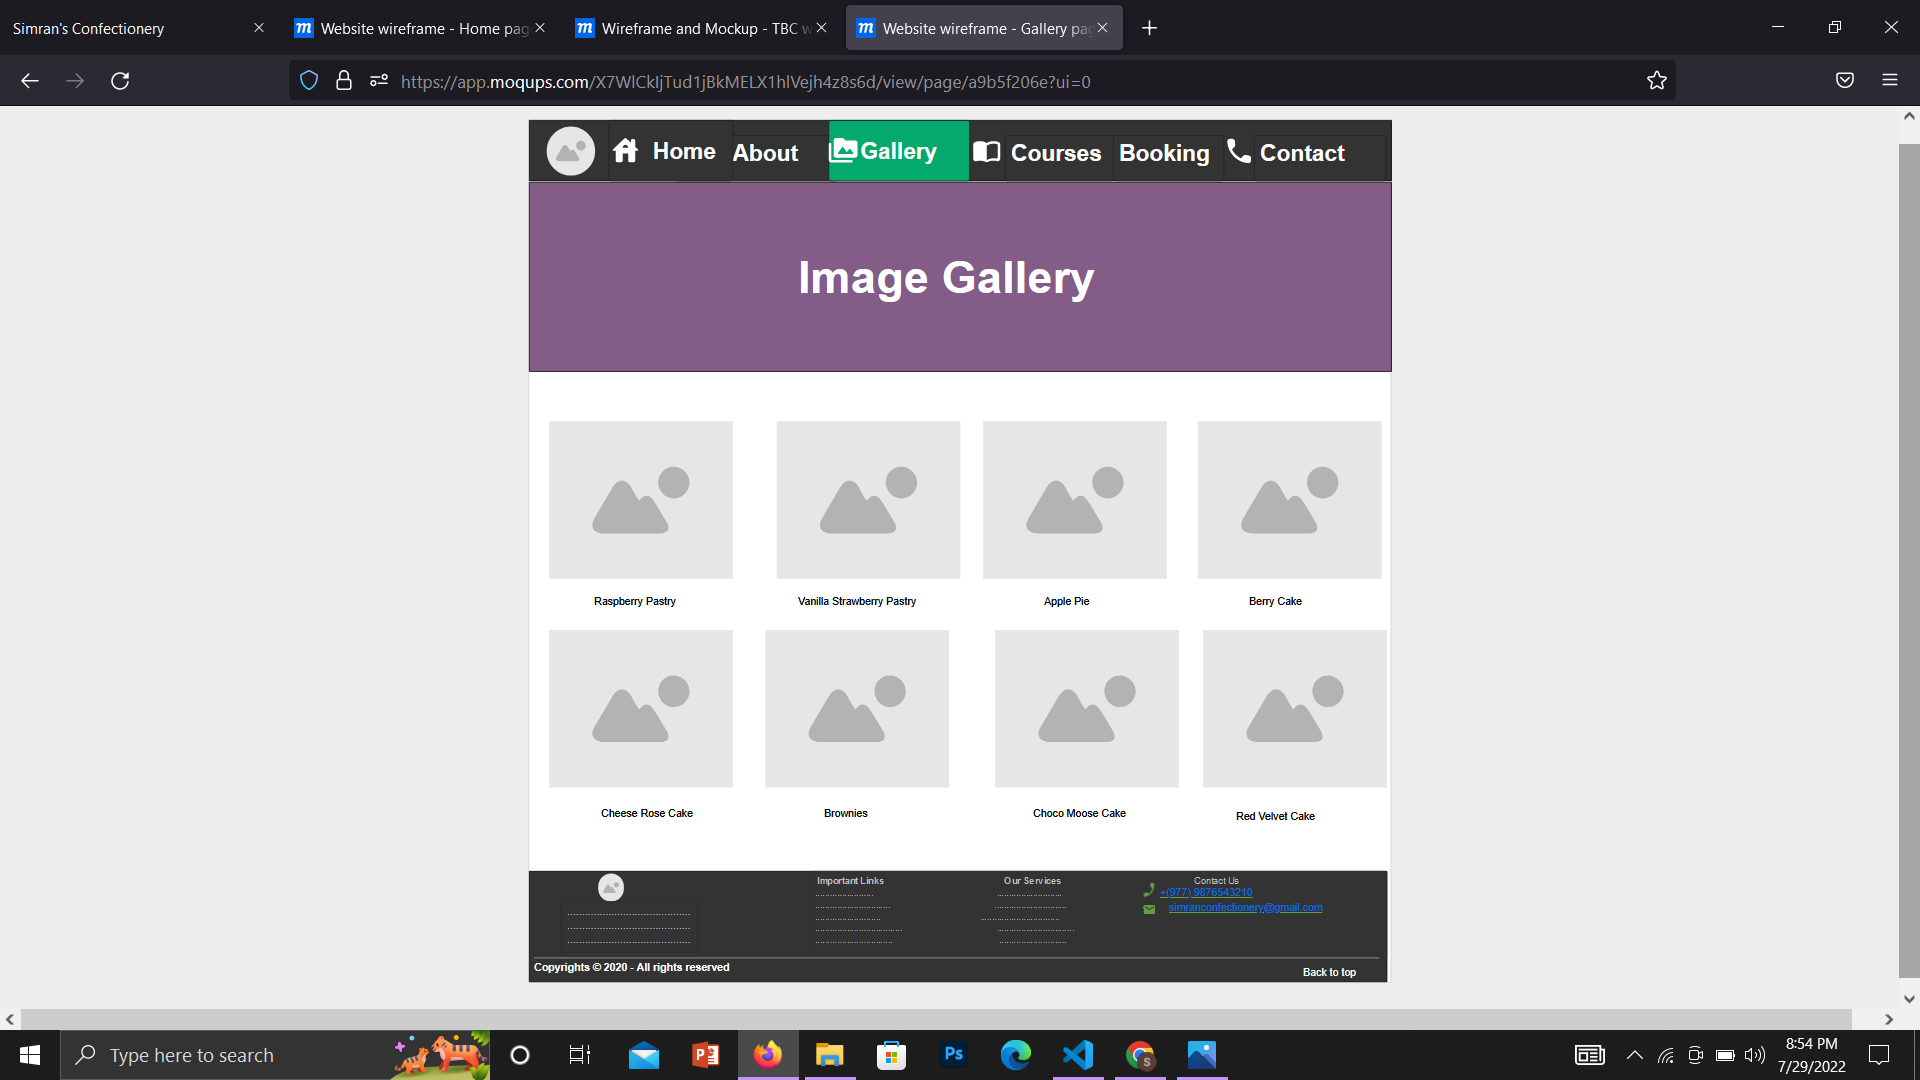 Simran's Confectionery
Website wireframe - Home pag
Wireframe and Mockup - TBC w
Website wireframe - Gallery pag
https://app.moqups.com/X7WlCkIjTud1jBkMELX1hlVejh4z8s6d/view/page/a9b5f206e?ui=0
Home About Gallery Courses Booking Contact
Image Gallery
Raspberry Pastry
Vanilla Strawberry Pastry
Apple Pie
Berry Cake
Cheese Rose Cake
Brownies
Choco Moose Cake
Red Velvet Cake
Important Links
Our Services
Contact Us
+(977) 9876543210
simranconfectionery@gmail.com
Copyrights © 2020 - All rights reserved
Back to top
Type here to search
Ps
S
8:54 PM
7/29/2022